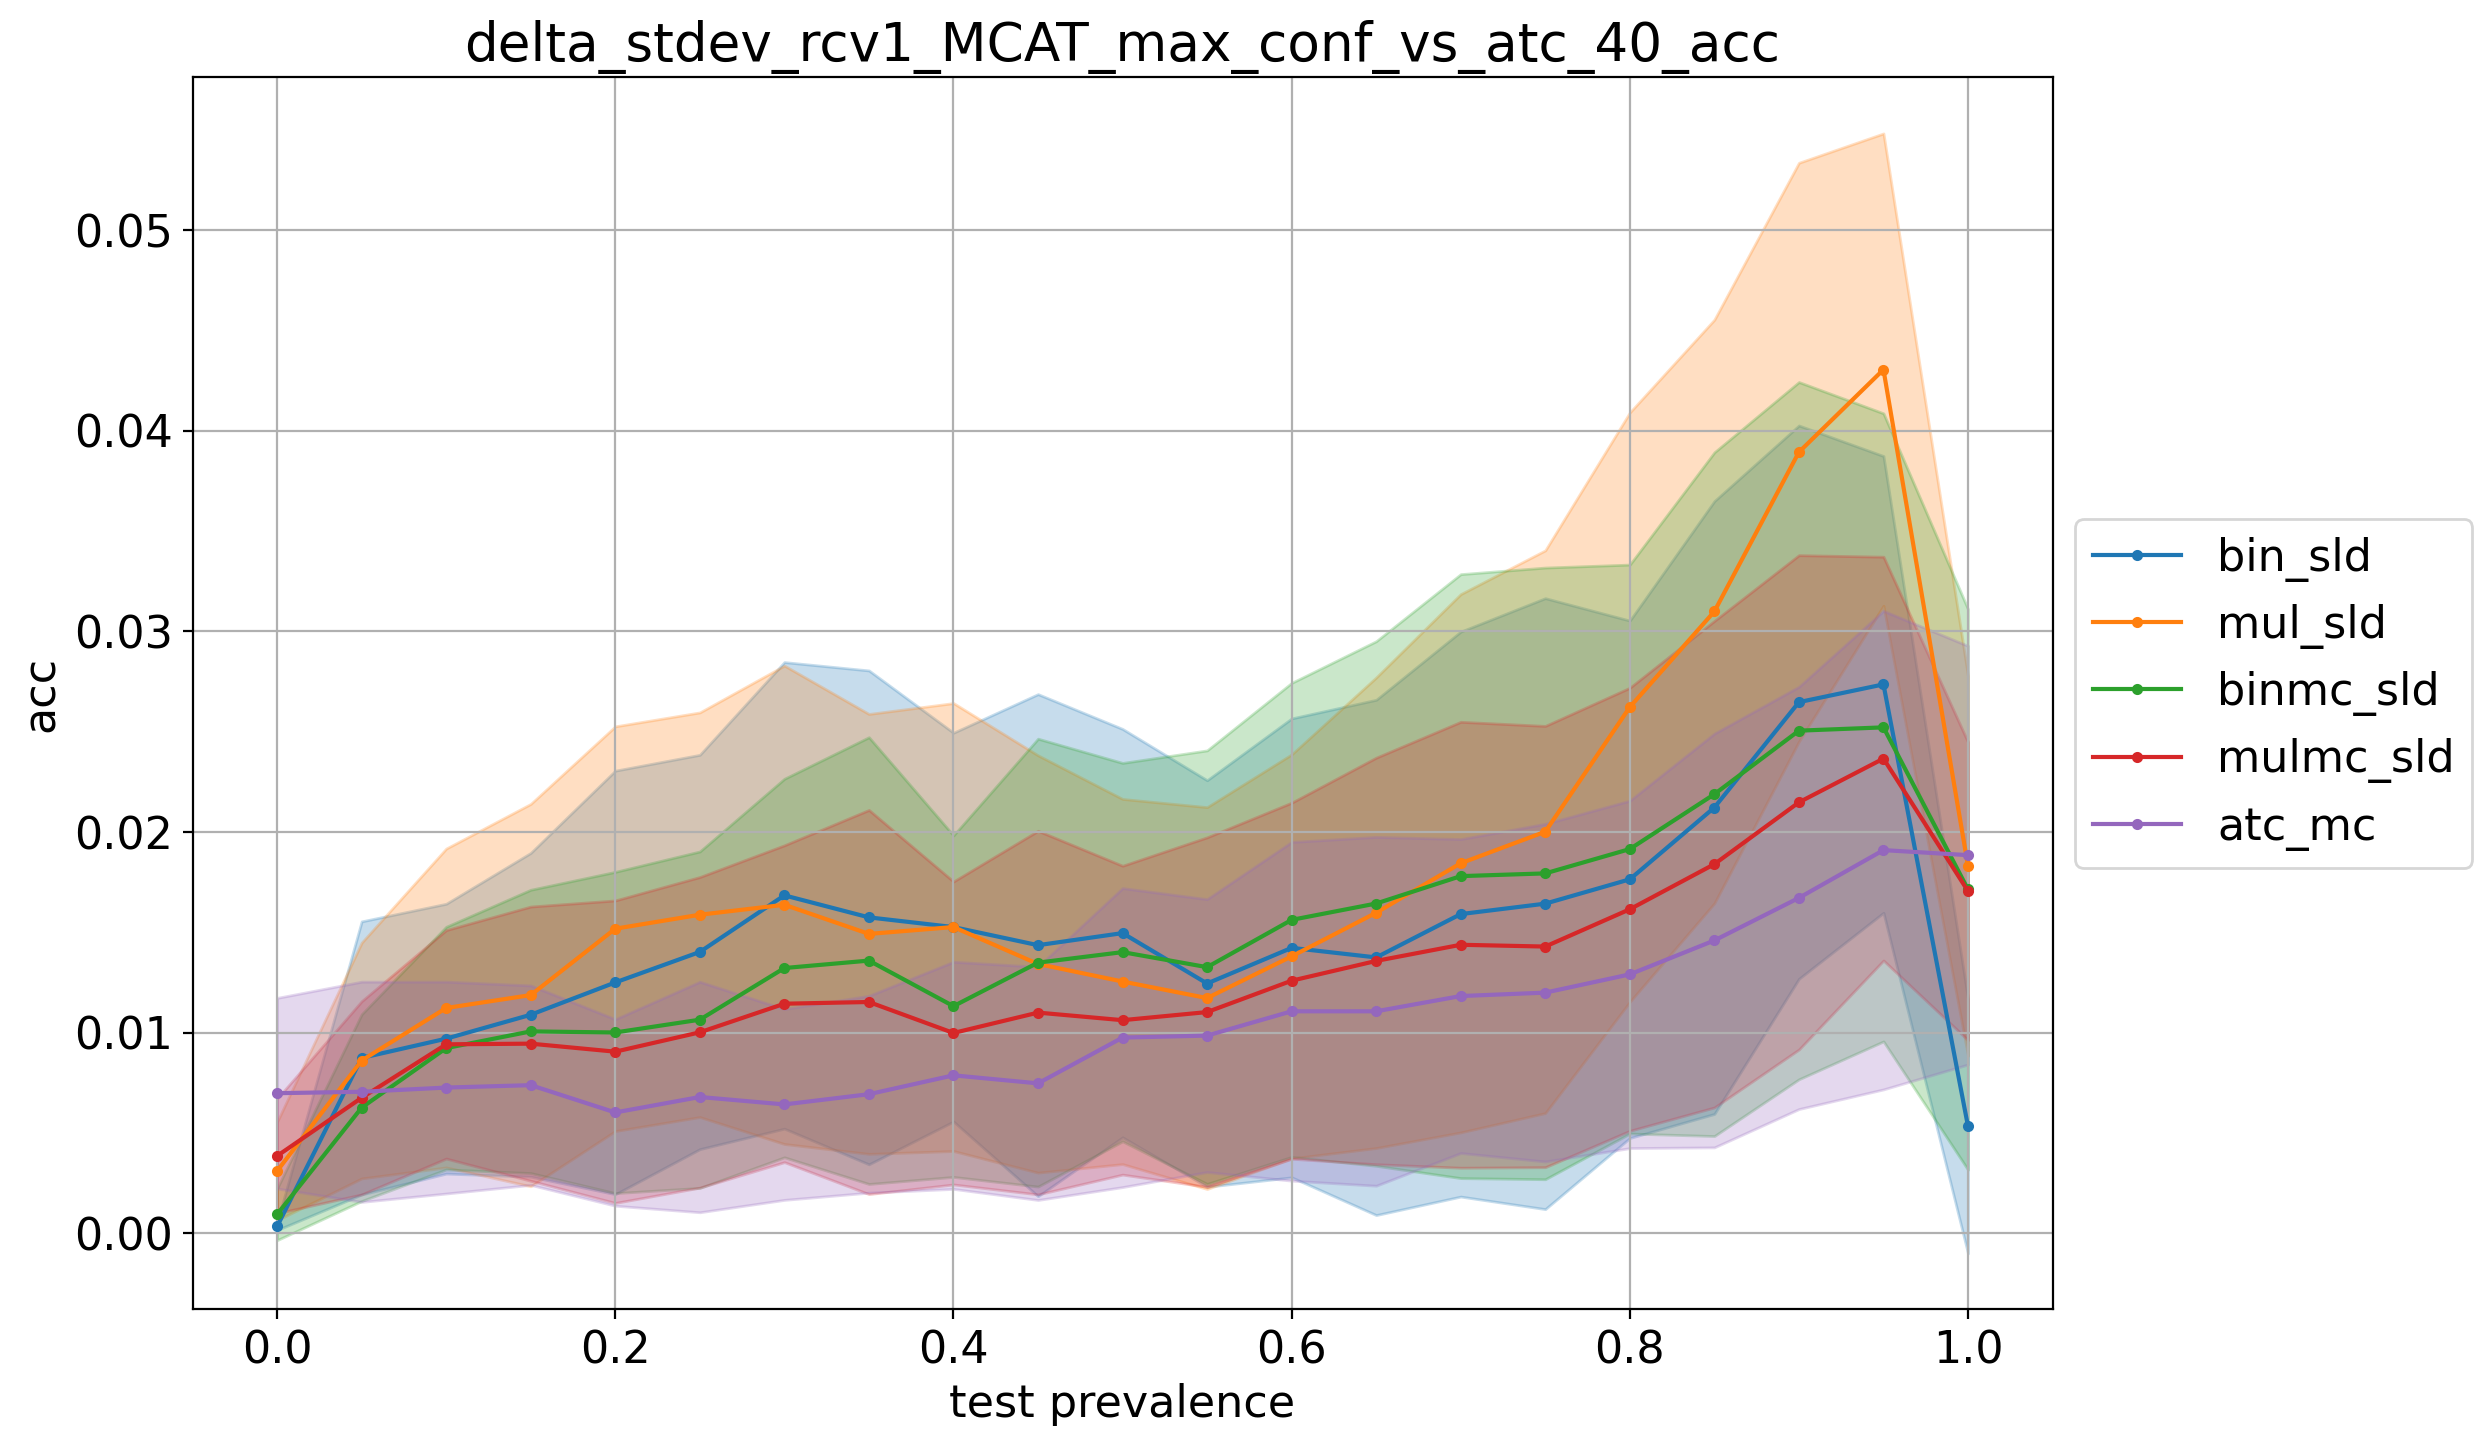 delta_stdev_rcv1_MCAT_max_conf_vs_atc_40_acc
acc
0.05
0.04
0.03
0.02
0.01
0.00
0.0 0.2 0.4 0.6 0.8 1.0
test prevalence
bin_sld
mul_sld
binmc_sld
mulmc_sld
atc_mc